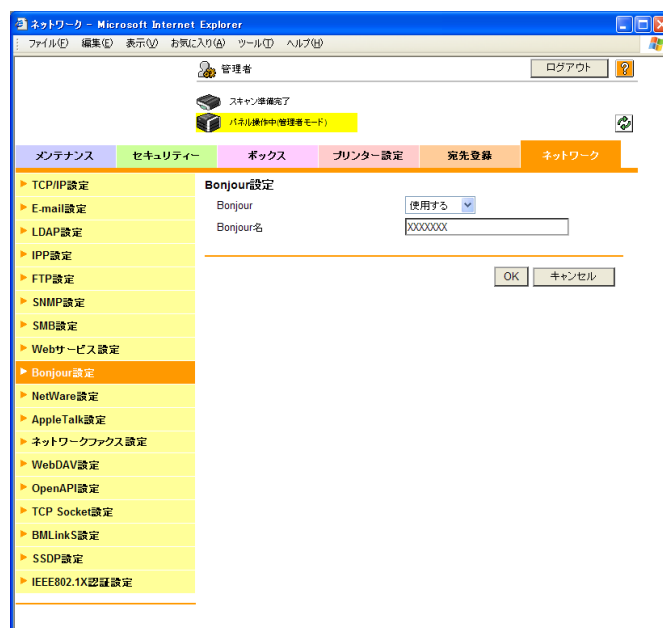 ネットワーク - Microsoft Internet Explorer
ファイル(F) 編集(E) 表示(V) お気に入り(A) ツール(T) ヘルプ(H)
管理者 ログアウト ?
スキャン準備完了
パネル操作中(管理者モード)
メンテナンス セキュリティー ボックス プリンター設定 宛先登録 ネットワーク
TCP/IP設定
E-mail設定
LDAP設定
IPP設定
FTP設定
SNMP設定
SMB設定
Webサービス設定
Bonjour設定
NetWare設定
AppleTalk設定
ネットワークファクス設定
WebDAV設定
OpenAPI設定
TCP Socket設定
BMLinkS設定
SSDP設定
IEEE802.1X認証設定
Bonjour設定
Bonjour 使用する
Bonjour名 XXXXXXX
OK キャンセル